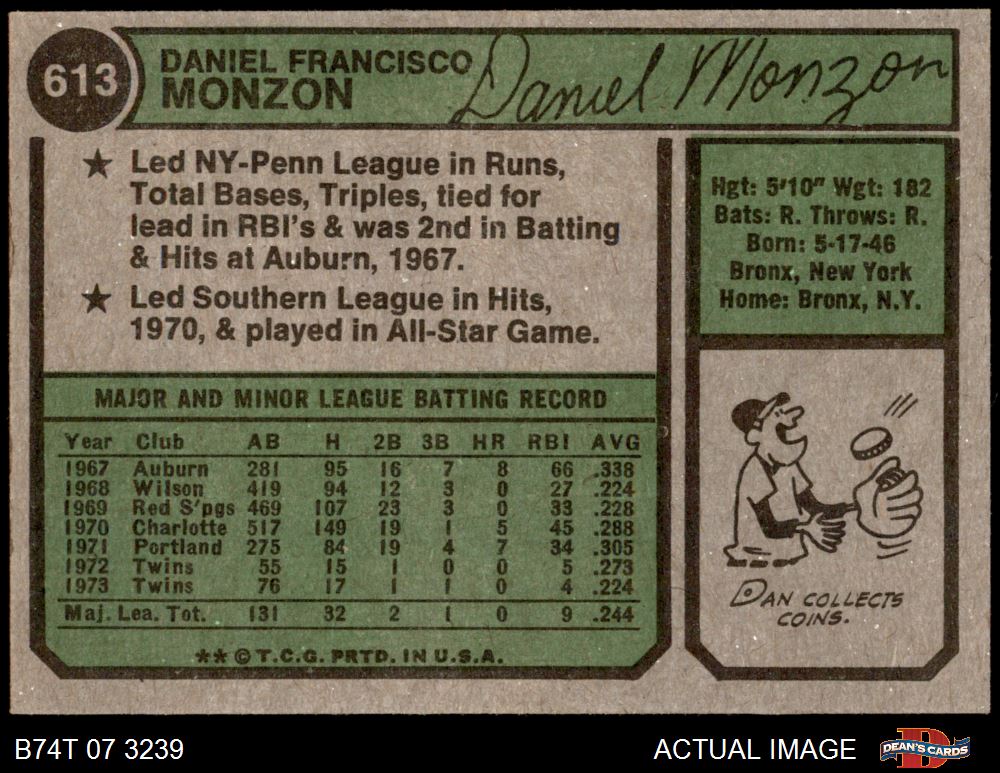 613
DANIEL FRANCISCO
MONZON
Daniel Monzon
★ Led NY-Penn League in Runs,
Total Bases, Triples, tied for
lead in RBI's & was 2nd in Batting
& Hits at Auburn, 1967.
★ Led Southern League in Hits,
1970, & played in All-Star Game.
Hgt: 5'10" Wgt: 182
Bats: R. Throws: R.
Born: 5-17-46
Bronx, New York
Home: Bronx, N.Y.
MAJOR AND MINOR LEAGUE BATTING RECORD
Year Club AB H 2B 3B HR RBI AVG
1967 Auburn 281 95 16 7 8 66 .338
1968 Wilson 419 94 12 3 0 27 .224
1969 Red S'pgs 469 107 23 3 0 33 .228
1970 Charlotte 517 149 19 1 5 45 .288
1971 Portland 275 84 19 4 7 34 .305
1972 Twins 55 15 1 0 0 5 .273
1973 Twins 76 17 1 1 0 4 .224
Maj. Lea. Tot. 131 32 2 1 0 9 .244
**© T.C.G. PRTD. IN U.S.A.
DAN COLLECTS
COINS.
B74T 07 3239
ACTUAL IMAGE
DEAN'S CARDS